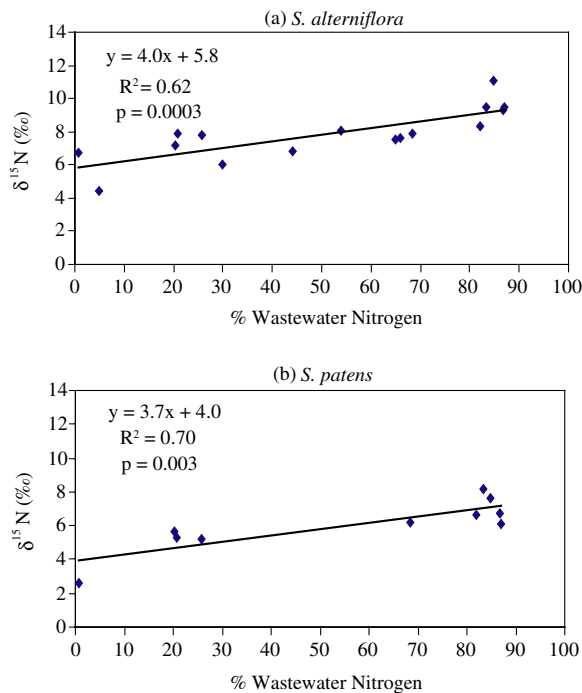 (a) S. alterniflora
y = 4.0x + 5.8
R² = 0.62
p = 0.0003
δ¹⁵N (‰)
14
12
10
8
6
4
2
0
0 10 20 30 40 50 60 70 80 90 100
% Wastewater Nitrogen
(b) S. patens
y = 3.7x + 4.0
R² = 0.70
p = 0.003
δ¹⁵N (‰)
14
12
10
8
6
4
2
0
0 10 20 30 40 50 60 70 80 90 100
% Wastewater Nitrogen